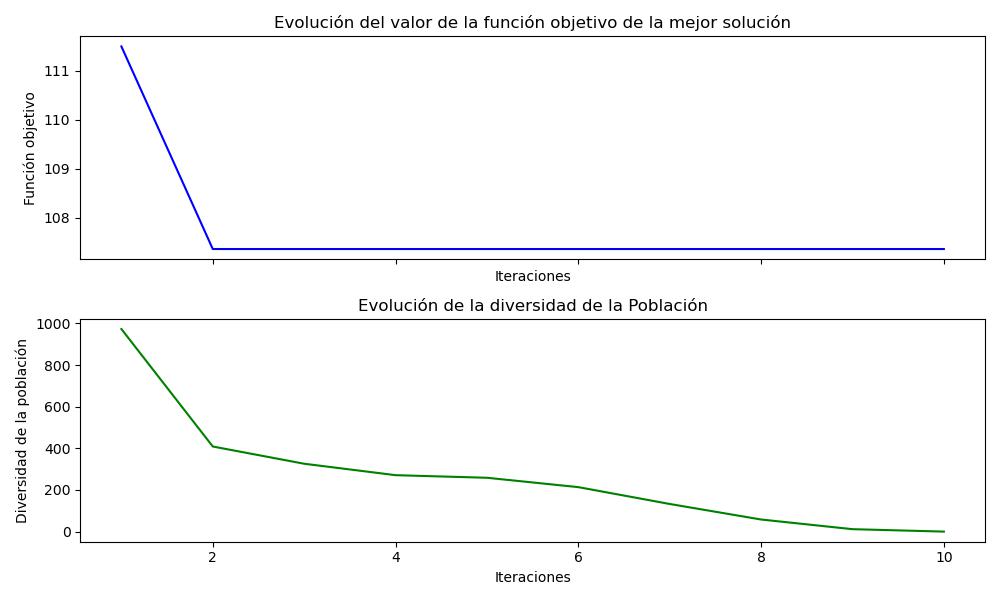 Evolución del valor de la función objetivo de la mejor solución
Función objetivo
111
110
109
108
Iteraciones
Evolución de la diversidad de la Población
Diversidad de la población
1000
800
600
400
200
0
2 4 6 8 10
Iteraciones